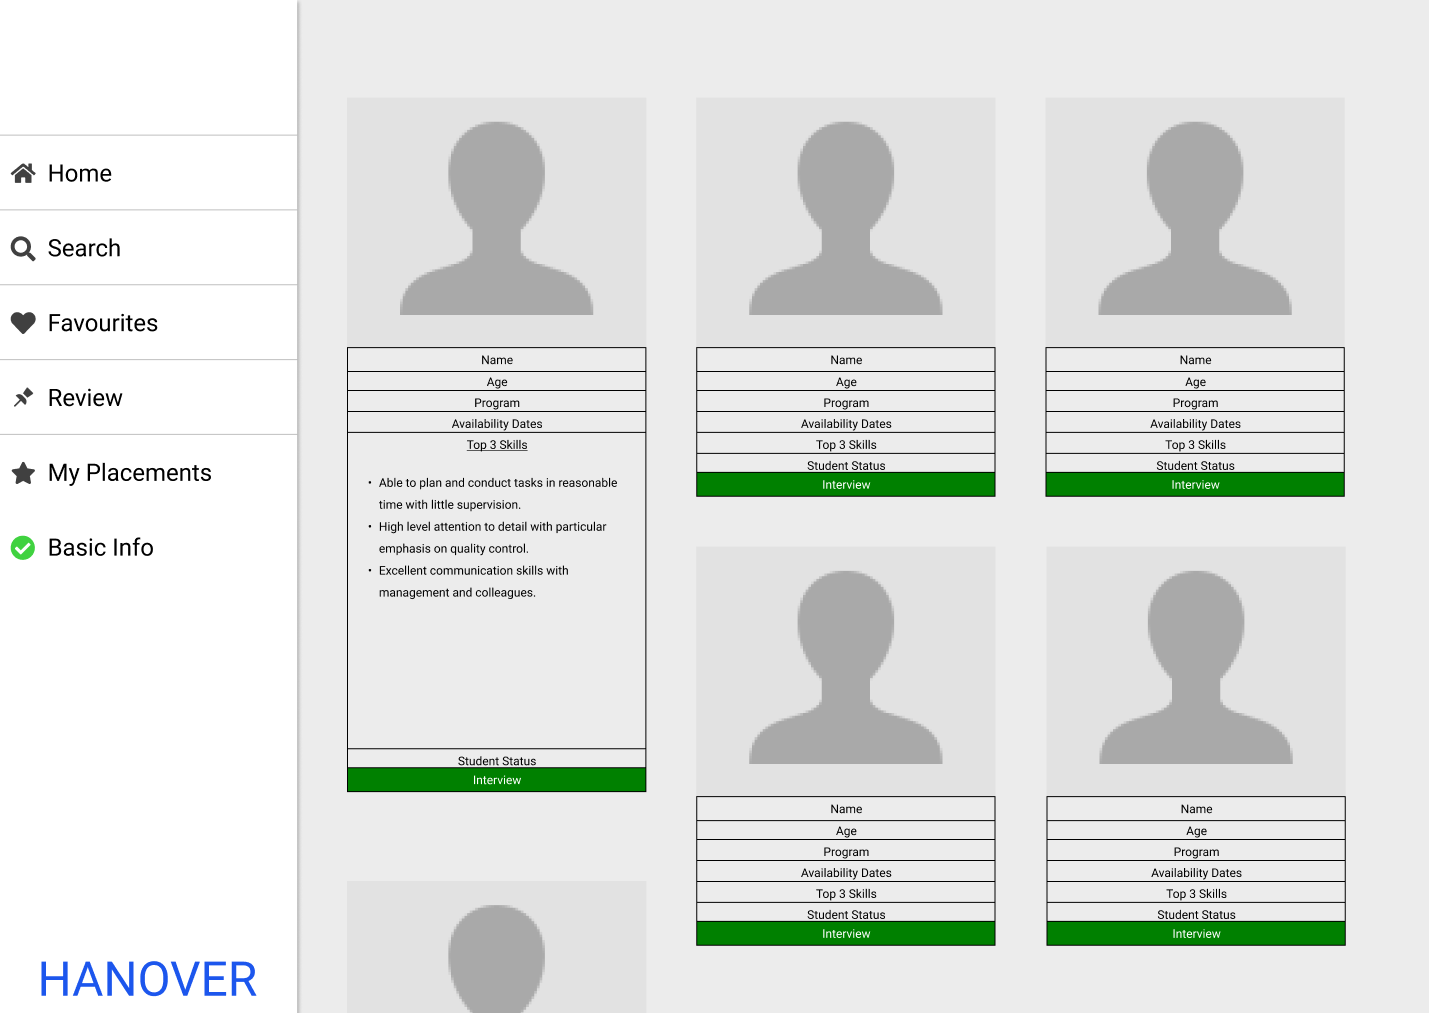 Home
Search
Favourites
Review
My Placements
Basic Info
HANOVER
Name
Age
Program
Availability Dates
Top 3 Skills
• Able to plan and conduct tasks in reasonable
time with little supervision.
• High level attention to detail with particular
emphasis on quality control.
• Excellent communication skills with
management and colleagues.
Student Status
Interview
Name
Age
Program
Availability Dates
Top 3 Skills
Student Status
Interview
Name
Age
Program
Availability Dates
Top 3 Skills
Student Status
Interview
Name
Age
Program
Availability Dates
Top 3 Skills
Student Status
Interview
Name
Age
Program
Availability Dates
Top 3 Skills
Student Status
Interview